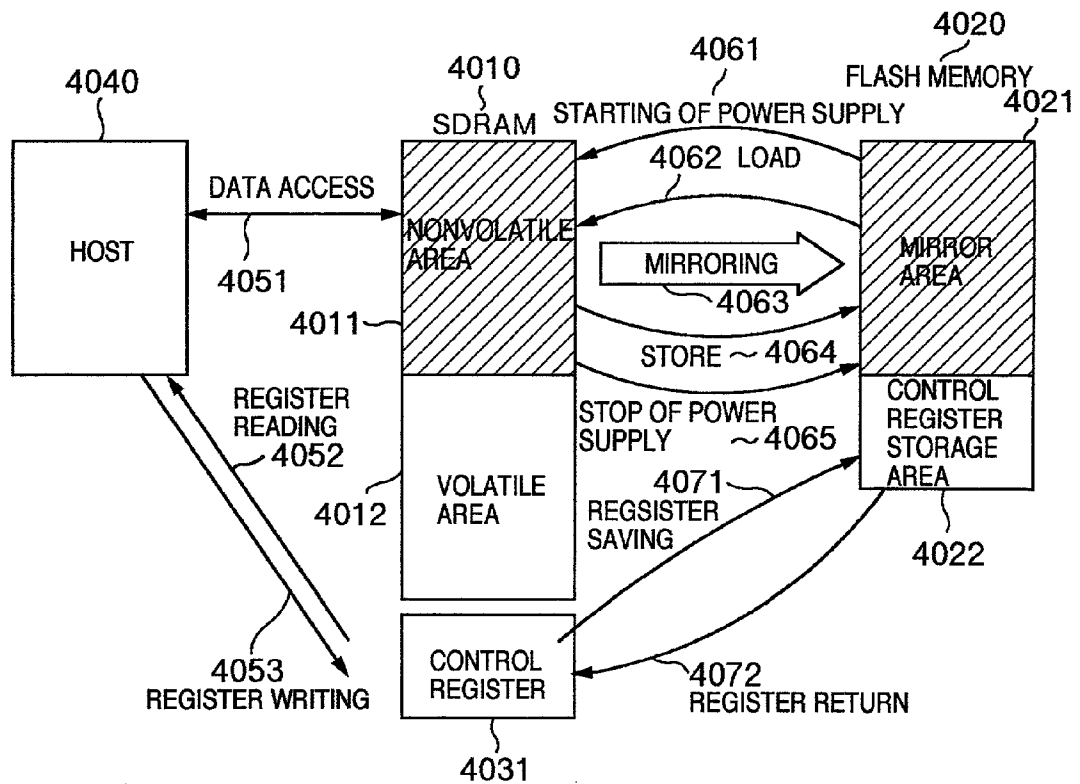 4020
FLASH MEMORY
4061
4010
4040
SDRAM
STARTING OF POWER SUPPLY
4021
4062 LOAD
DATA ACCESS
HOST
NONVOLATILE
AREA
MIRROR
AREA
4051
MIRRORING
4063
4011
STORE ~ 4064
REGISTER
READING
4052
STOP OF POWER
SUPPLY
~4065
CONTROL
REGISTER
STORAGE
AREA
4012
VOLATILE
AREA
4071
REGSISTER
SAVING
4022
4053
REGISTER WRITING
CONTROL
REGISTER
4072
REGISTER RETURN
4031